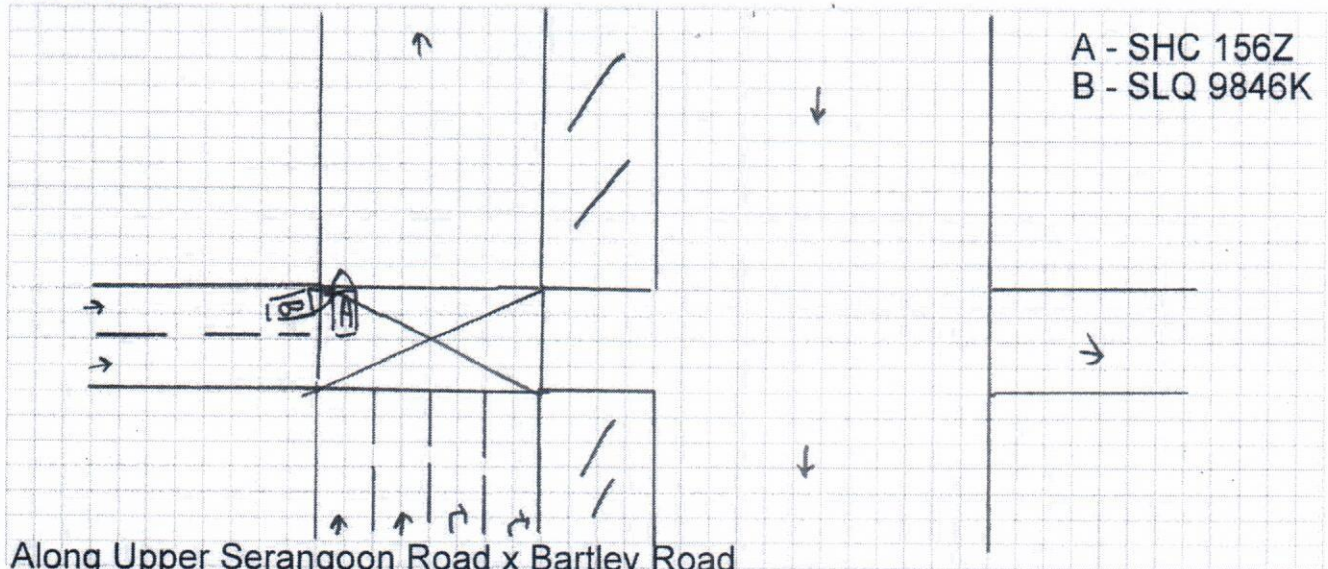 A - SHC 156Z
B - SLQ 9846K
B
A
Along Upper Serangoon Road x Bartley Road